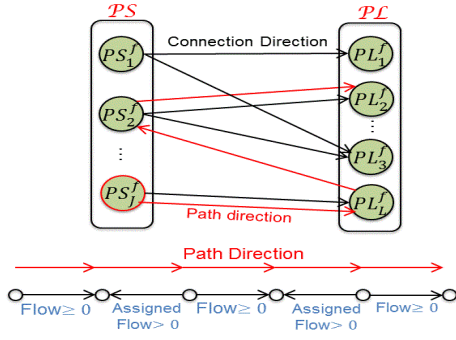 𝒫𝒮 𝒫ℒ
PS_1^f Connection Direction PL_1^f
PS_2^f PL_2^f
... ...
PL_3^f
PS_J^f PL_L^f
Path direction
Path Direction
Flow≥ 0 Assigned Flow> 0 Flow≥ 0 Assigned Flow> 0 Flow≥ 0